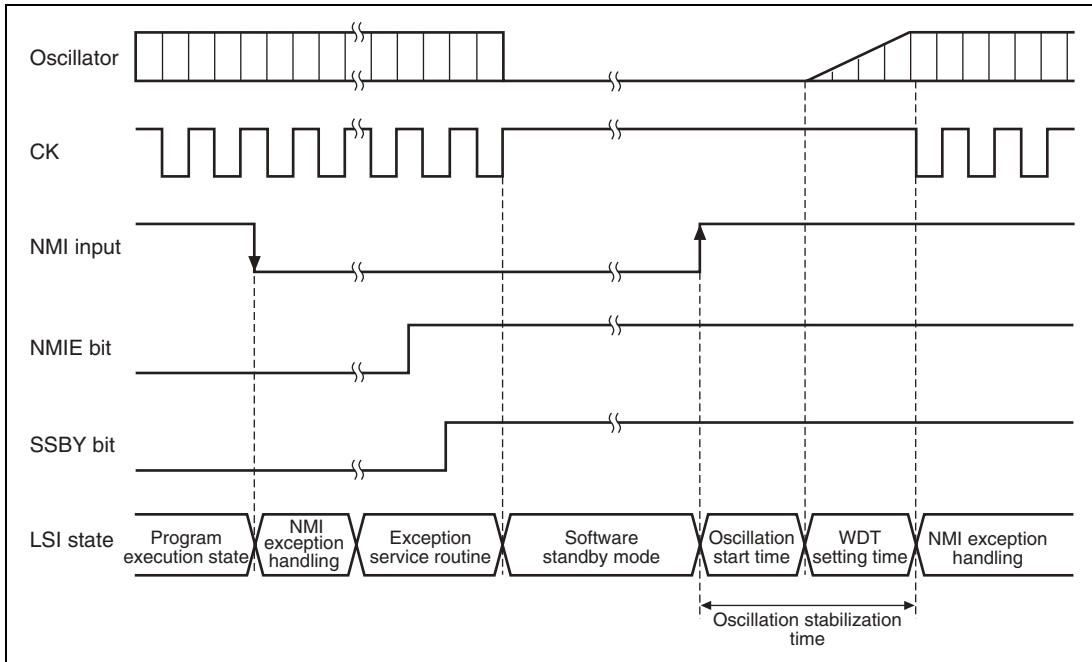 Oscillator
CK
NMI input
NMIE bit
SSBY bit
LSI state
Program
execution state
NMI
exception
handling
Exception
service routine
Software
standby mode
Oscillation
start time
WDT
setting time
NMI exception
handling
Oscillation stabilization
time